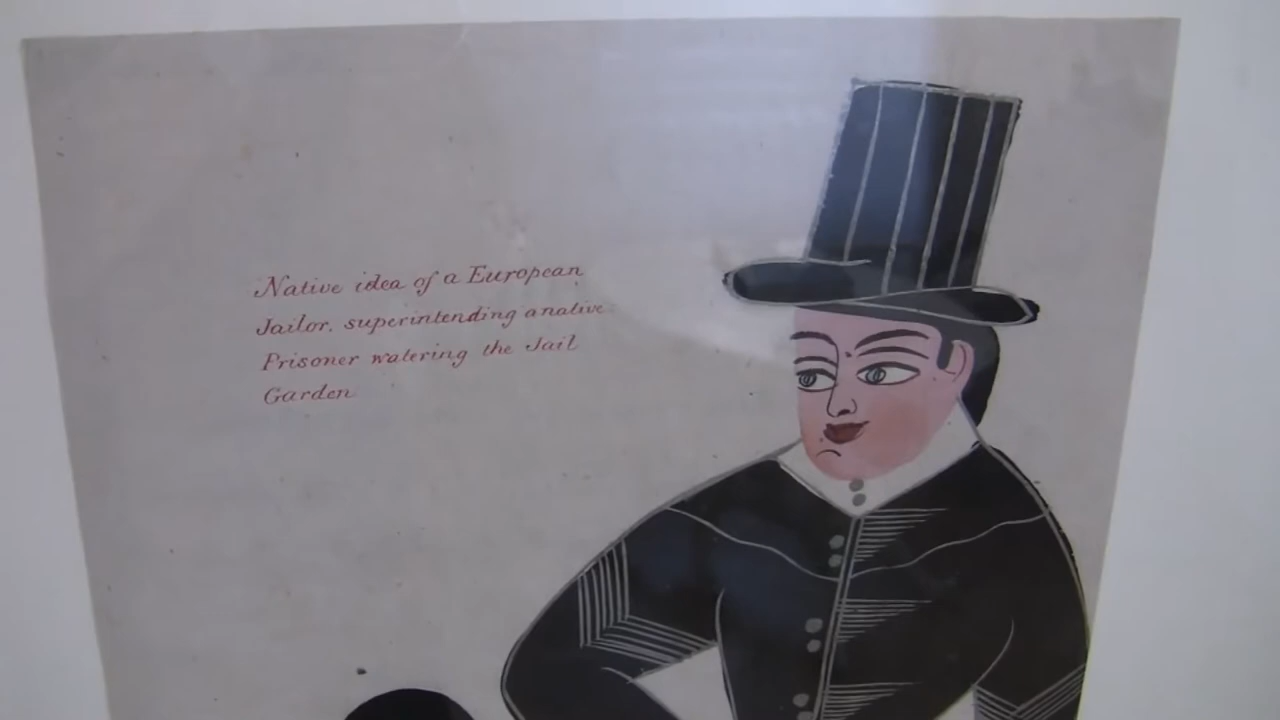 Native idea of a European
Jailor. superintending a native
Prisoner watering the Jail
Garden